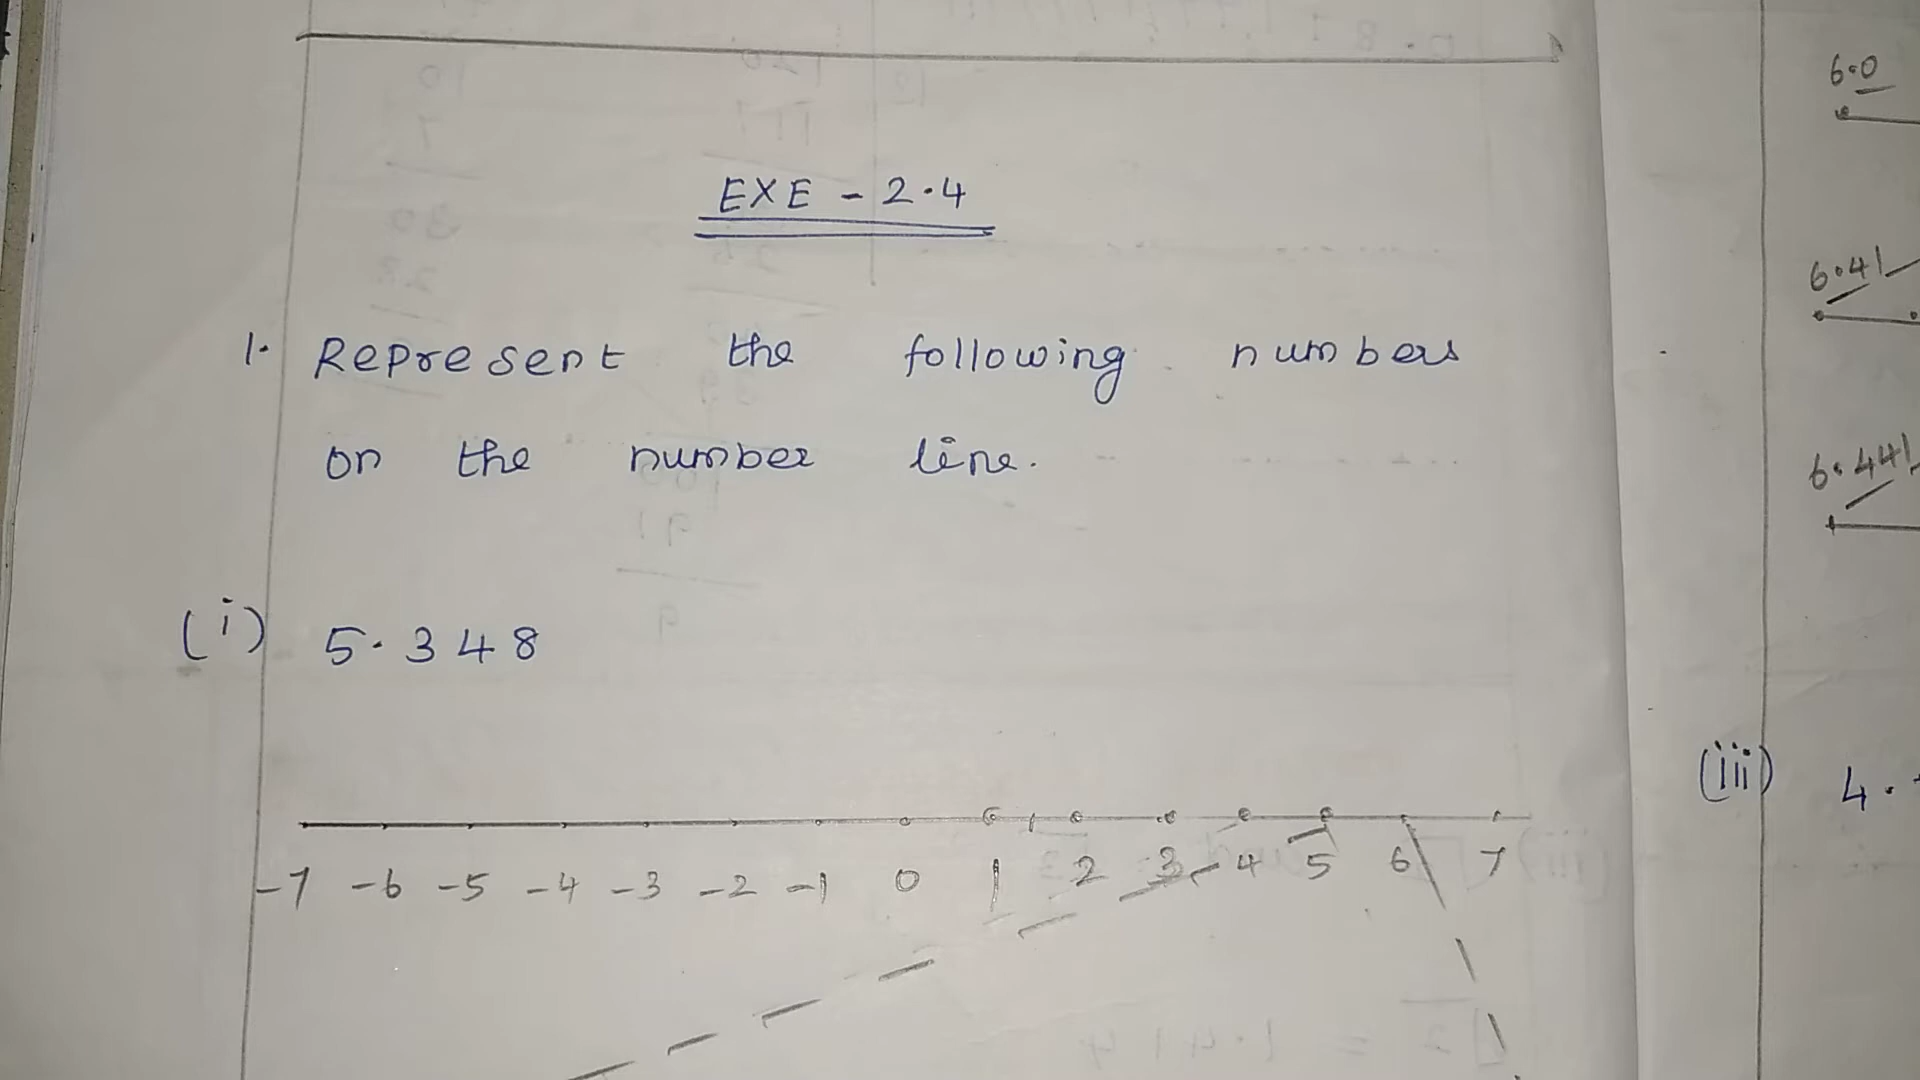 EXE - 2.4
1. Represent the following numbers
on the number line.
(i) 5.348
-7 -6 -5 -4 -3 -2 -1 0 1 2 3 4 5 6 7
6.0
6.41
6.441
(iii) 4.